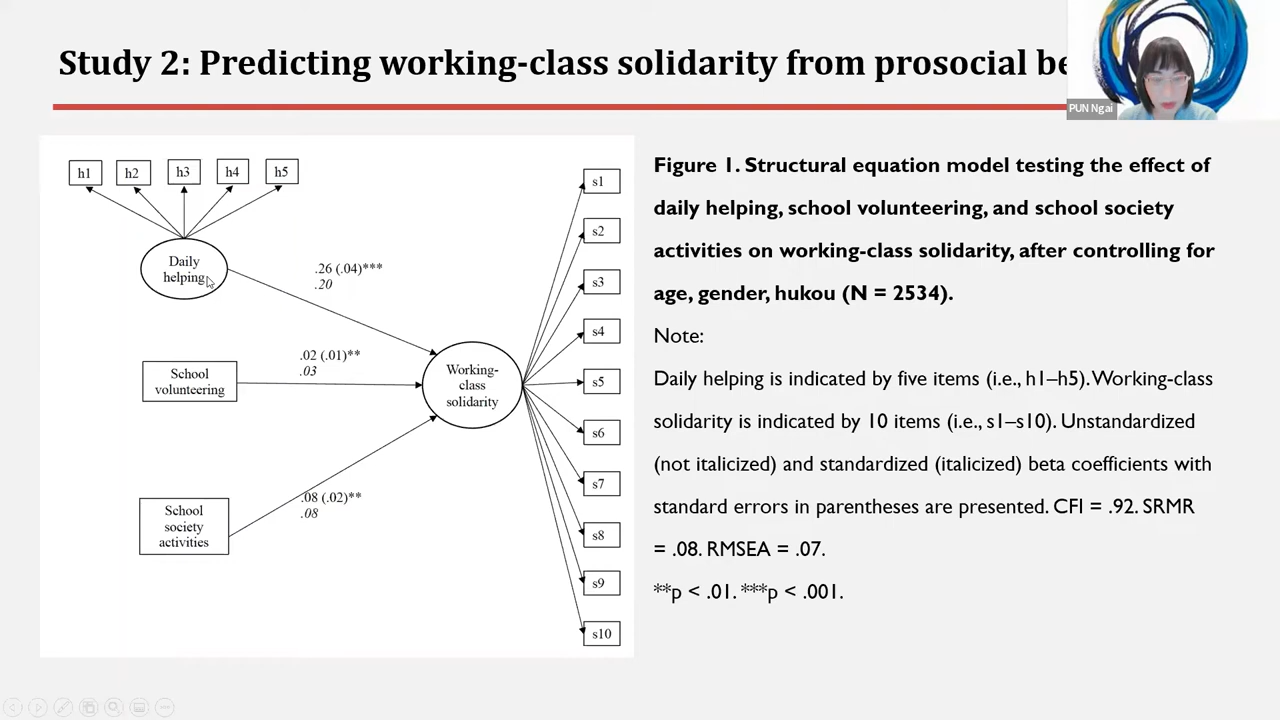 Study 2: Predicting working-class solidarity from prosocial be
PUN Ngai
h1 h2 h3 h4 h5
Daily
helping
.26 (.04)***
.20
School
volunteering
.02 (.01)**
.03
School
society
activities
.08 (.02)**
.08
Working-
class
solidarity
s1
s2
s3
s4
s5
s6
s7
s8
s9
s10
Figure 1. Structural equation model testing the effect of
daily helping, school volunteering, and school society
activities on working-class solidarity, after controlling for
age, gender, hukou (N = 2534).
Note:
Daily helping is indicated by five items (i.e., h1–h5). Working-class
solidarity is indicated by 10 items (i.e., s1–s10). Unstandardized
(not italicized) and standardized (italicized) beta coefficients with
standard errors in parentheses are presented. CFI = .92. SRMR
= .08. RMSEA = .07.
**p < .01. ***p < .001.